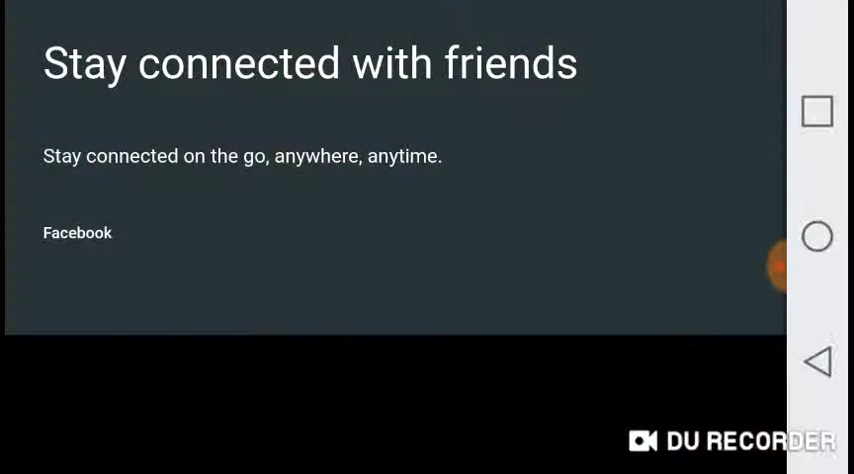 Stay connected with friends
Stay connected on the go, anywhere, anytime.
Facebook
DU RECORDER